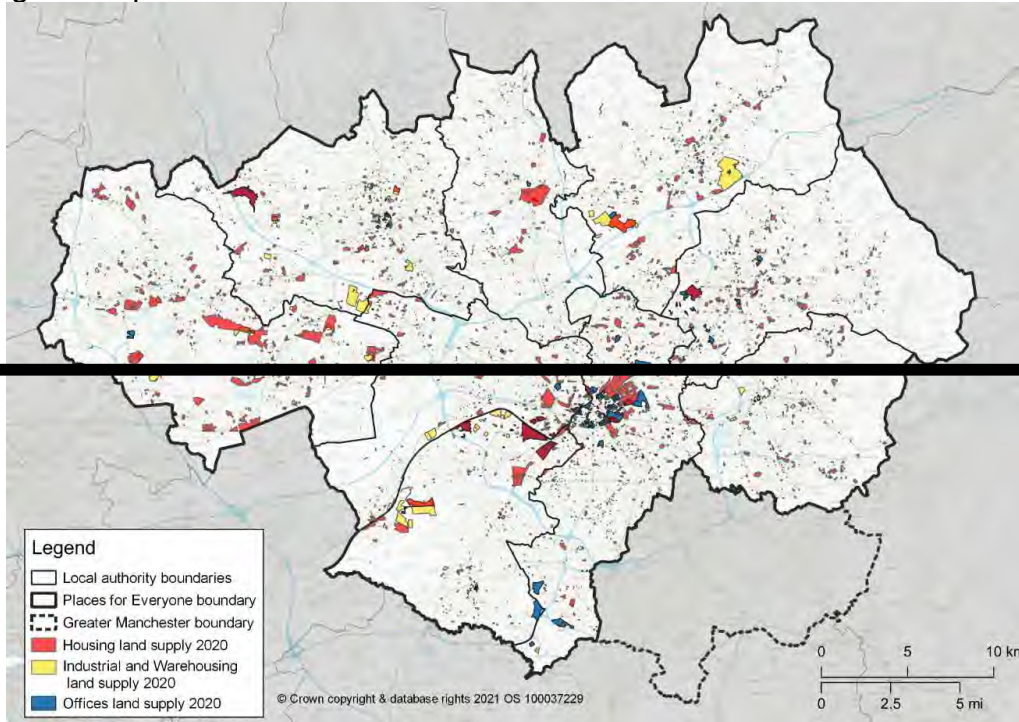 Legend
Local authority boundaries
Places for Everyone boundary
Greater Manchester boundary
Housing land supply 2020
Industrial and Warehousing
land supply 2020
Offices land supply 2020
© Crown copyright & database rights 2021 OS 100037229
0 5 10 km
0 2.5 5 mi